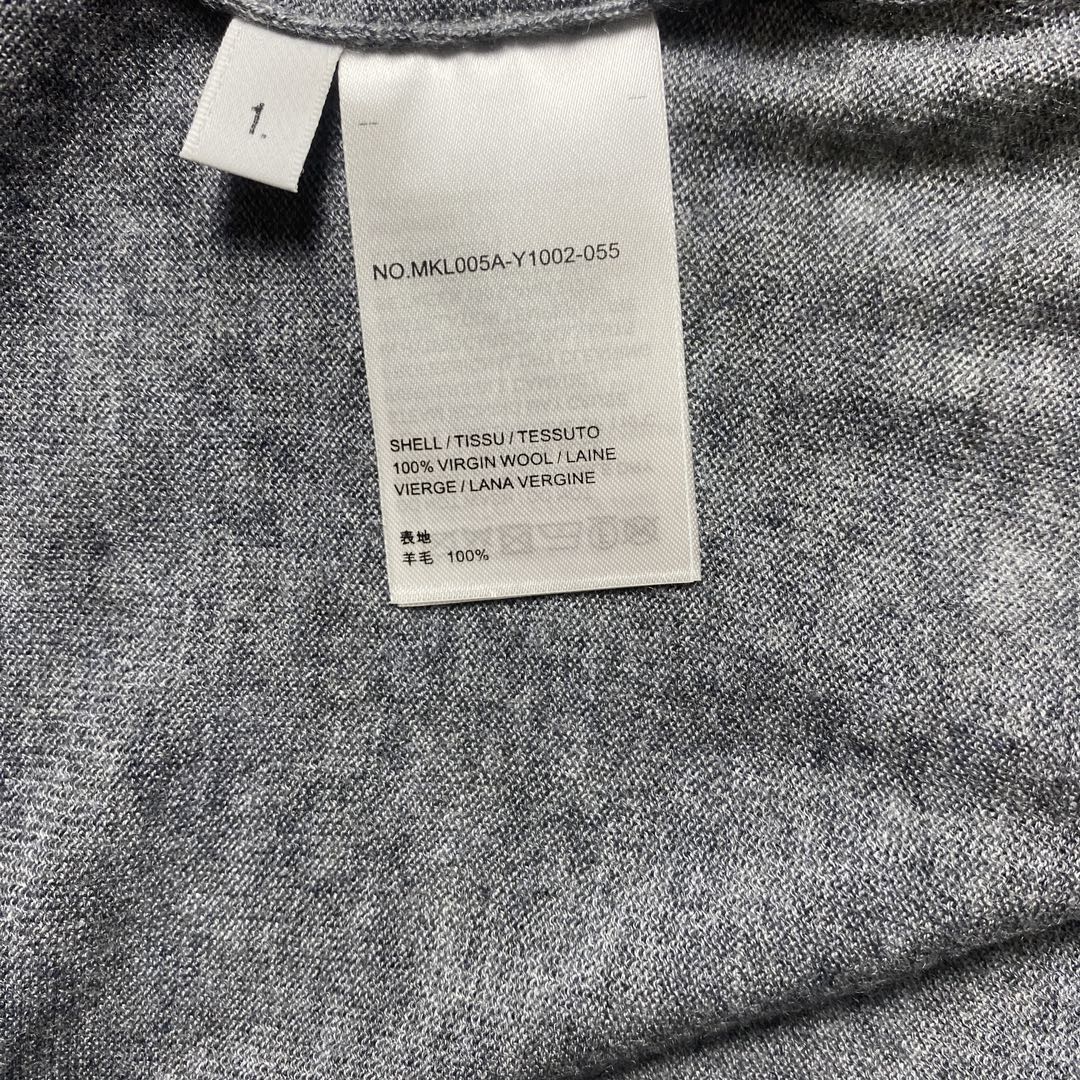 1.
NO.MKL005A-Y1002-055
SHELL / TISSU / TESSUTO
100% VIRGIN WOOL / LAINE
VIERGE / LANA VERGINE
表地
羊毛 100%